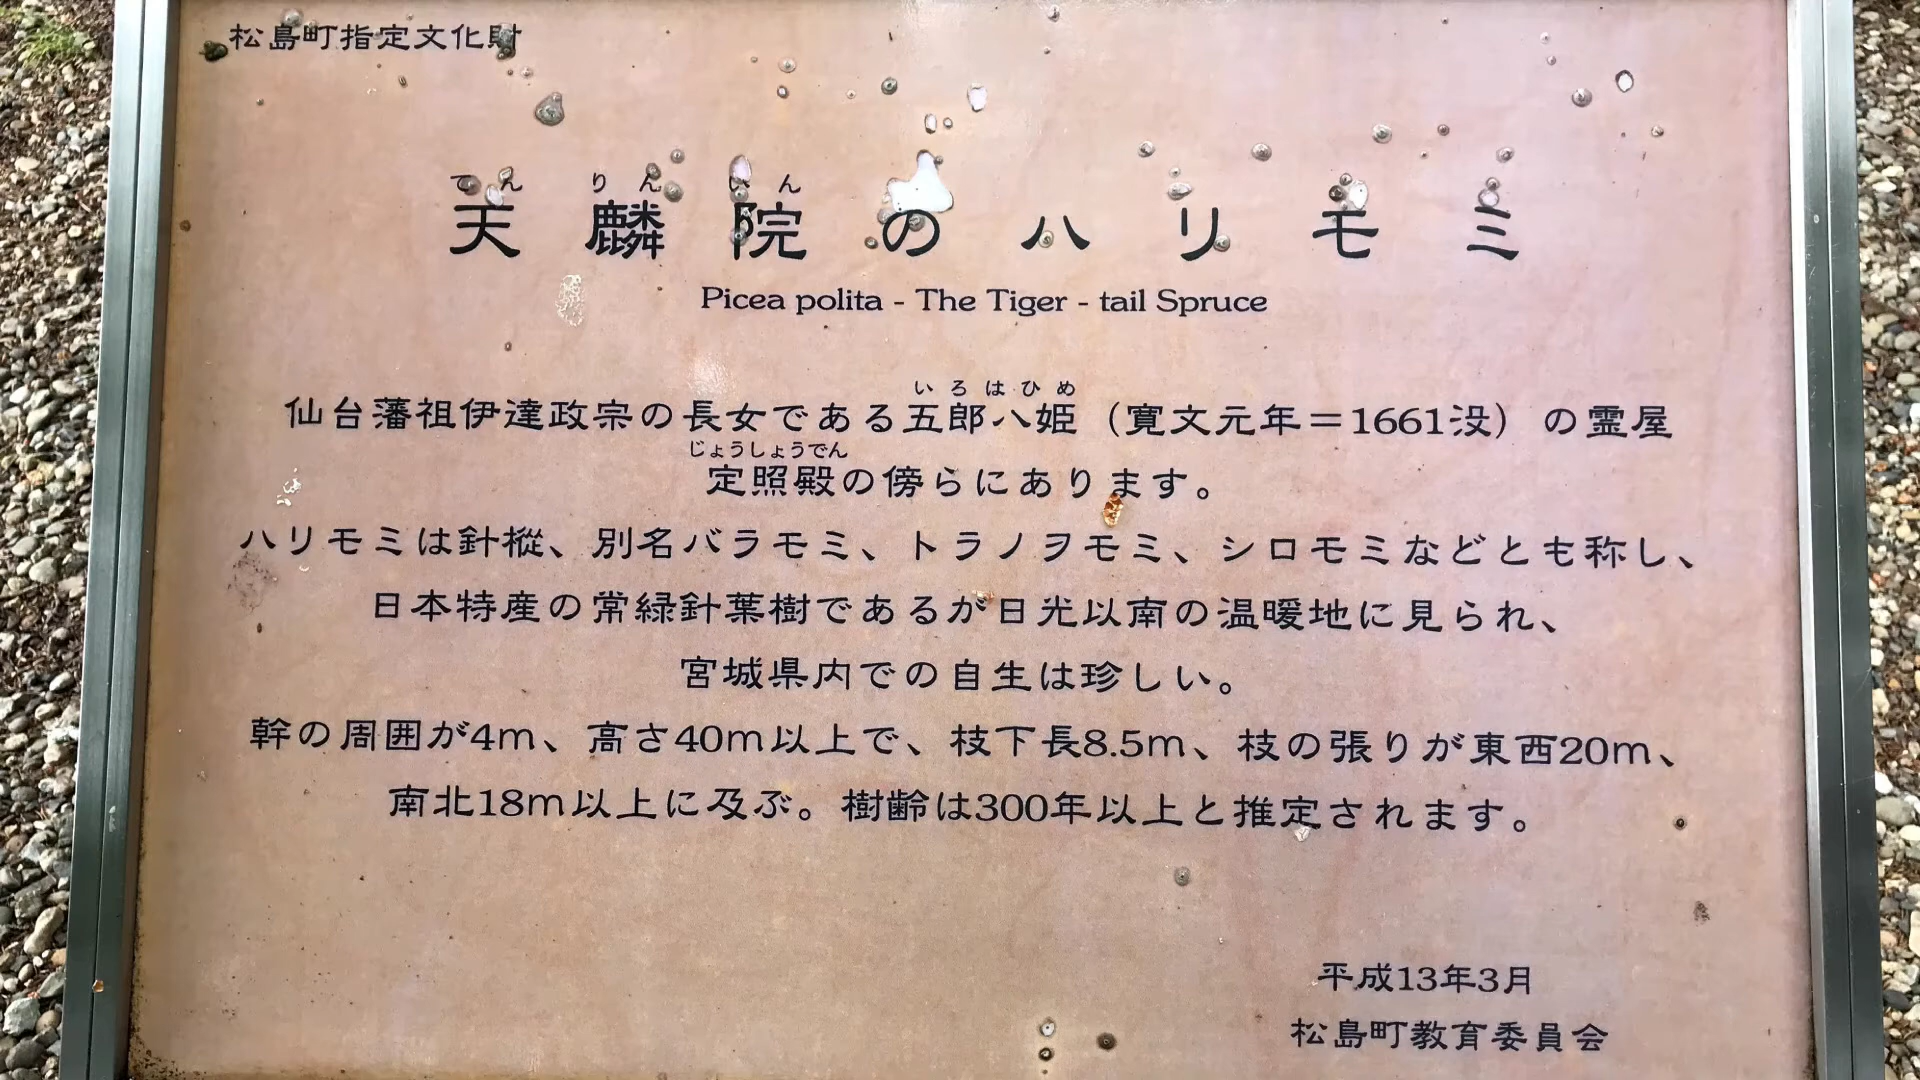 松島町指定文化財
てん りん いん
天麟院のハリモミ
Picea polita - The Tiger - tail Spruce
いろはひめ
仙台藩祖伊達政宗の長女である五郎八姫（寛文元年＝1661没）の霊屋
じょうしょうでん
定照殿の傍らにあります。
ハリモミは針樅、別名バラモミ、トラノヲモミ、シロモミなどとも称し、
日本特産の常緑針葉樹であるが日光以南の温暖地に見られ、
宮城県内での自生は珍しい。
幹の周囲が4m、高さ40m以上で、枝下長8.5m、枝の張りが東西20m、
南北18m以上に及ぶ。樹齢は300年以上と推定されます。
平成13年3月
松島町教育委員会